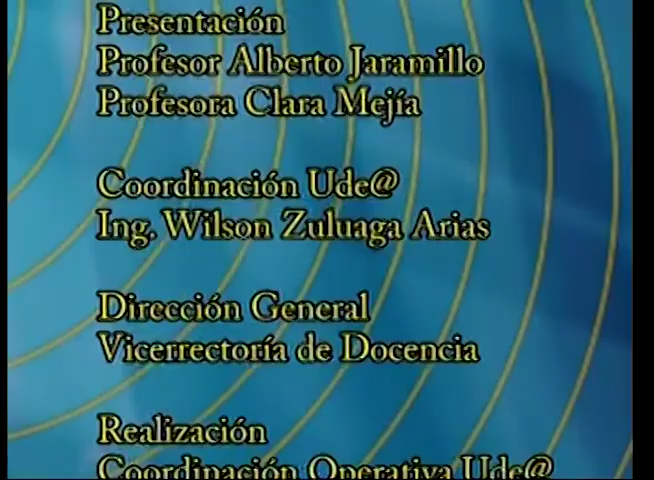 Presentación
Profesor Alberto Jaramillo
Profesora Clara Mejía
Coordinación Ude@
Ing. Wilson Zuluaga Arias
Dirección General
Vicerrectoría de Docencia
Realización
Coordinación Operativa Ude@